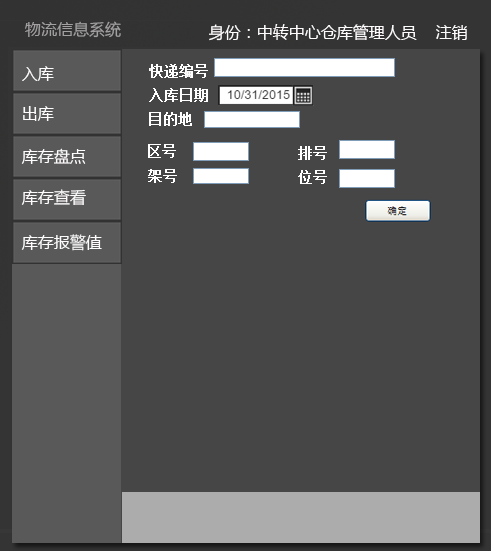 物流信息系统
身份：中转中心仓库管理人员 注销
入库
出库
库存盘点
库存查看
库存报警值
快递编号
入库日期 10/31/2015
目的地
区号 排号
架号 位号
确定